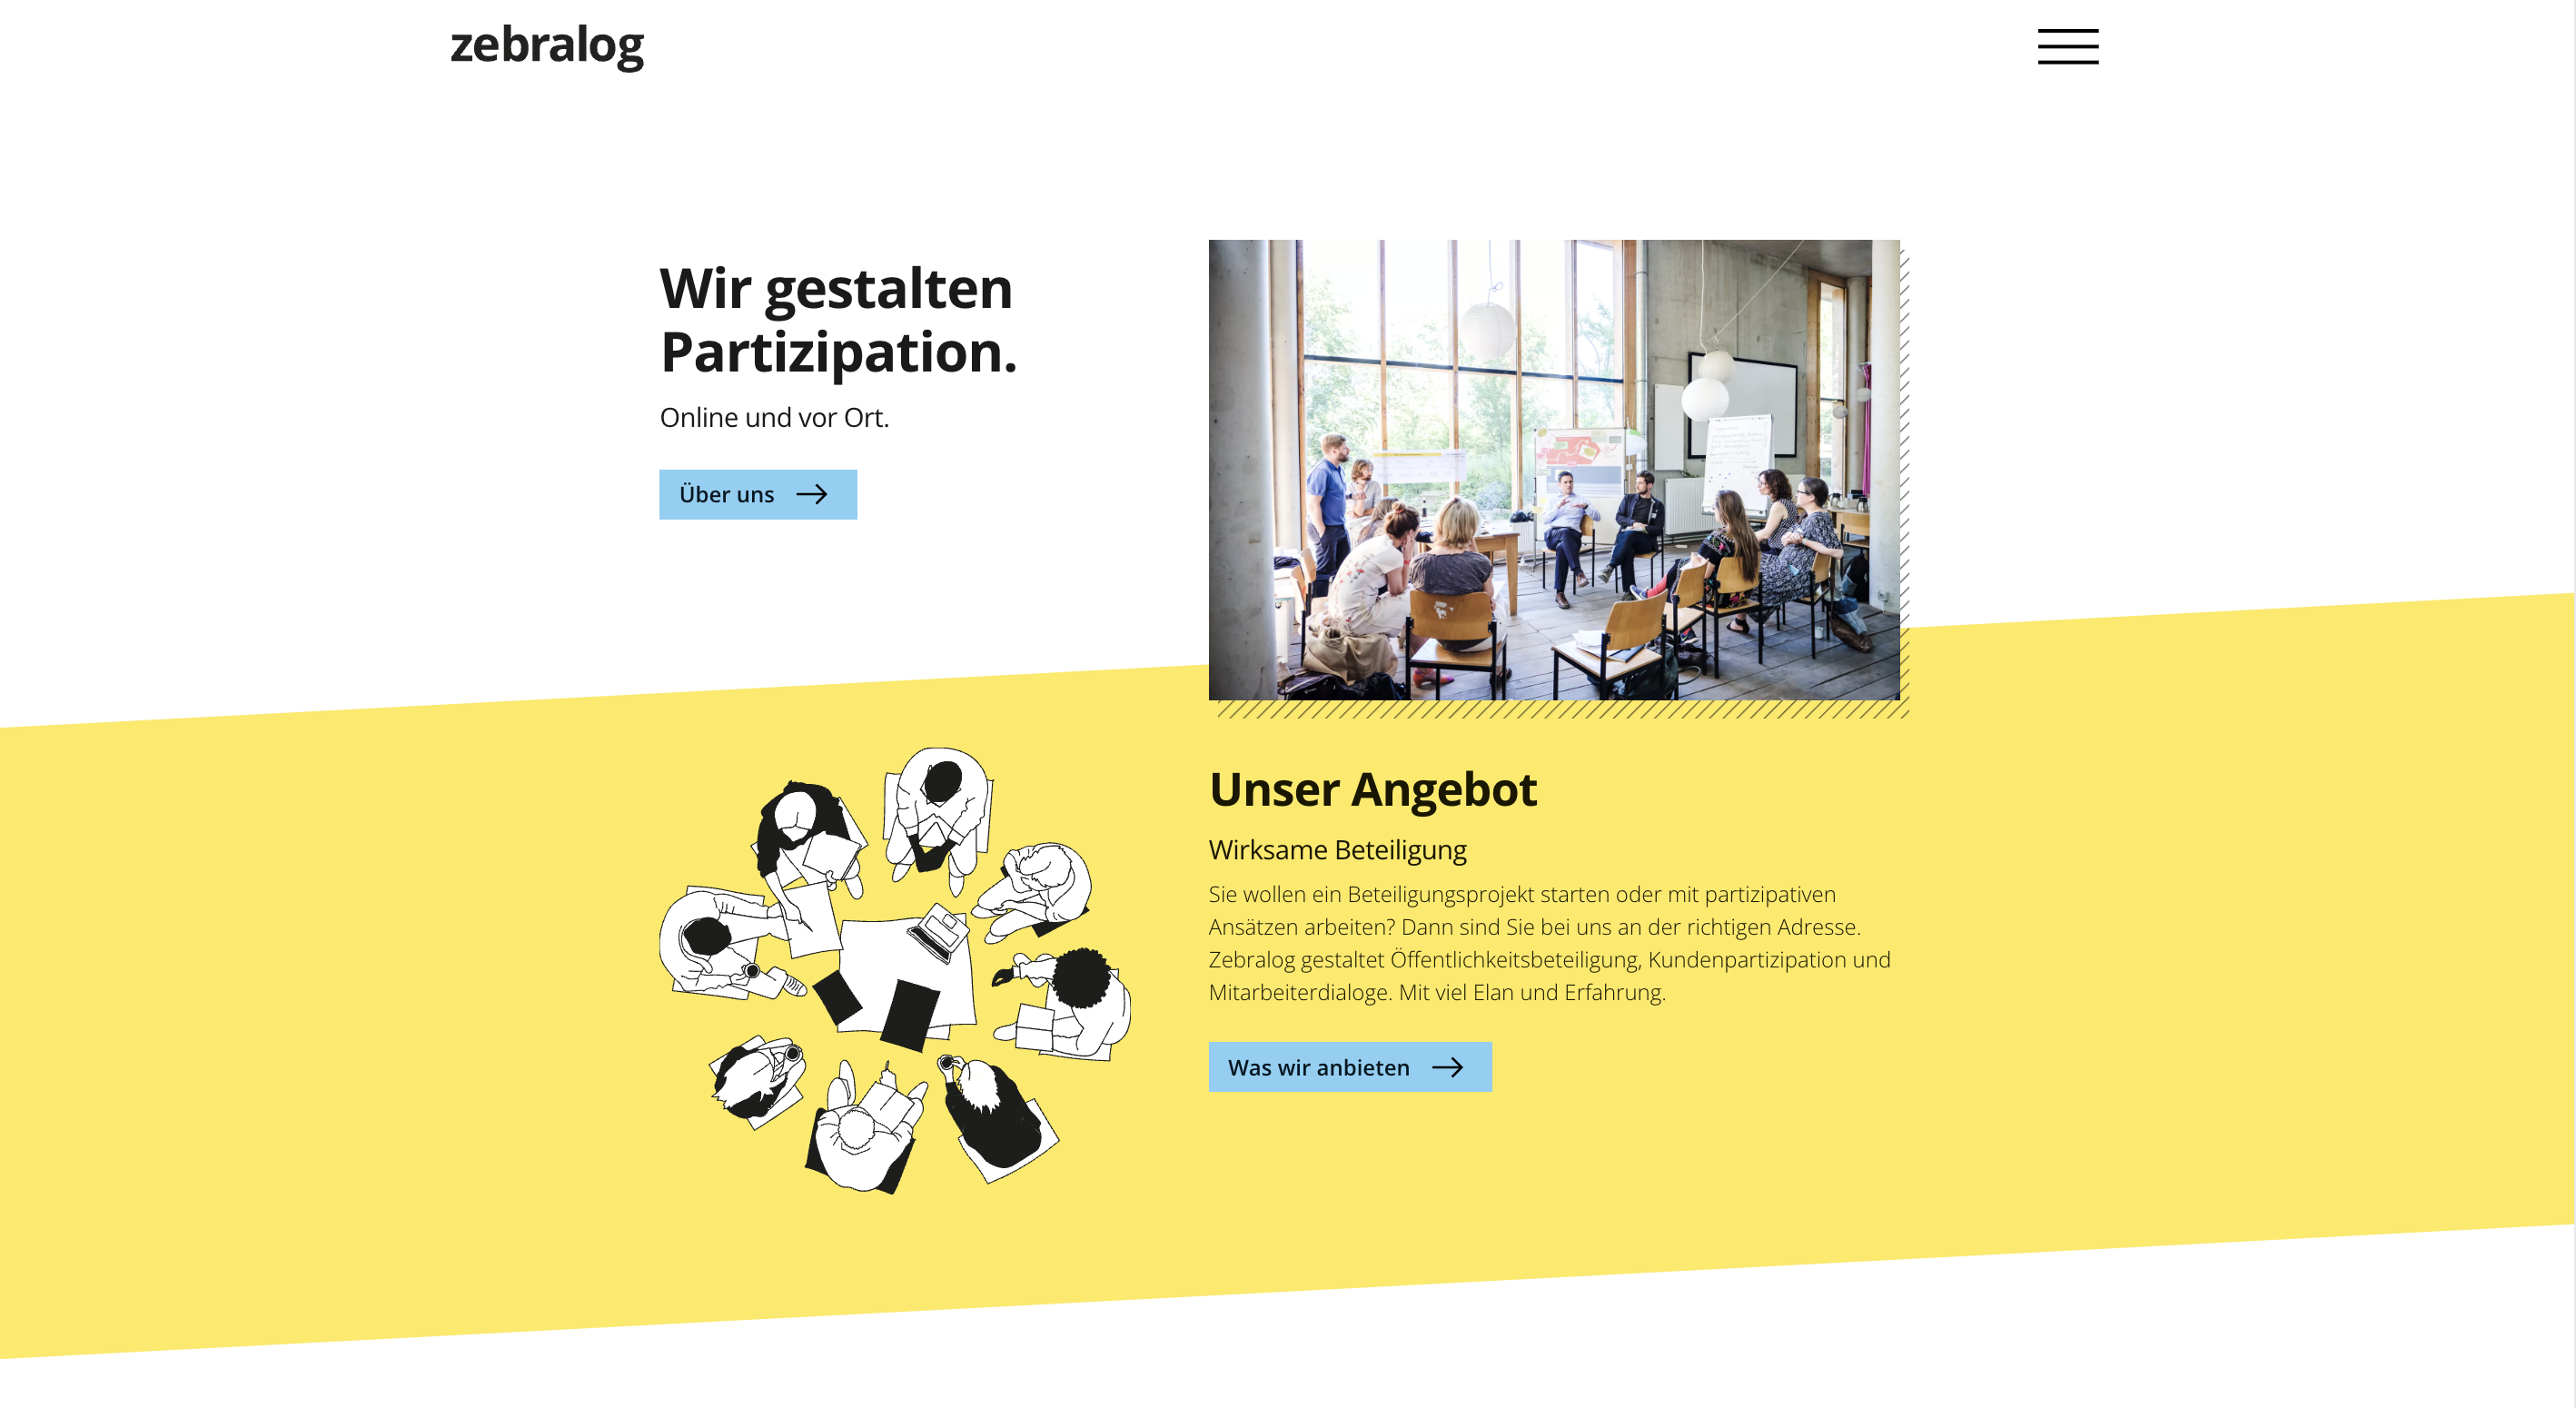 zebralog
Wir gestalten
Partizipation.
Online und vor Ort.
Über uns
Unser Angebot
Wirksame Beteiligung
Sie wollen ein Beteiligungsprojekt starten oder mit partizipativen
Ansätzen arbeiten? Dann sind Sie bei uns an der richtigen Adresse.
Zebralog gestaltet Öffentlichkeitsbeteiligung, Kundenpartizipation und
Mitarbeiterdialoge. Mit viel Elan und Erfahrung.
Was wir anbieten